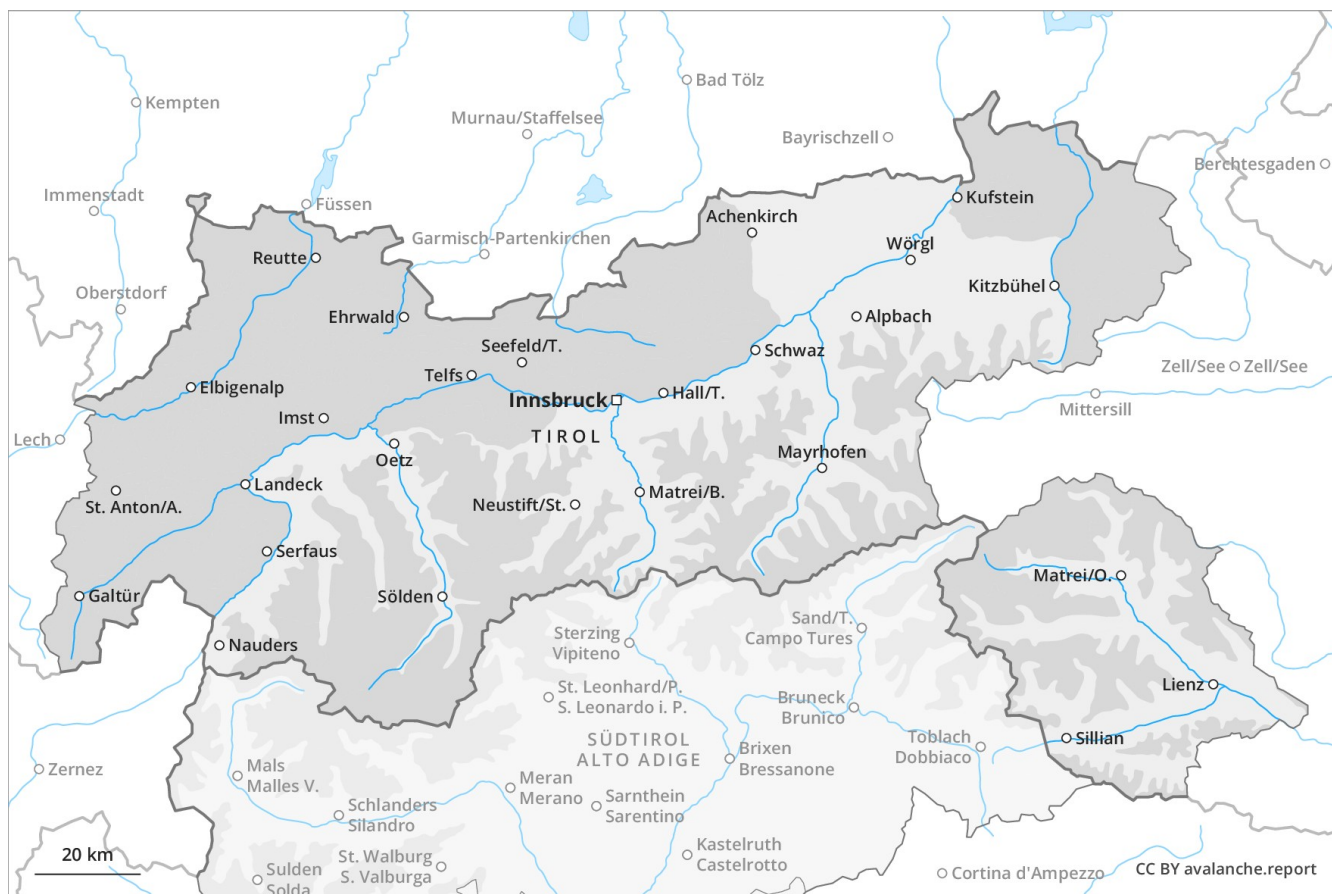 Bad Tölz
Kempten
Murnau/Staffelsee
Bayrischzell
Berchtesgaden
Immenstadt
Füssen
Kufstein
Achenkirch
Garmisch-Partenkirchen
Wörgl
Reutte
Oberstdorf
Kitzbühel
Ehrwald
Alpbach
Seefeld/T.
Schwaz
Telfs
Zell/See
Zell/See
Elbigenalp
Innsbruck
Hall/T.
Mittersill
Imst
Lech
TIROL
Oetz
Mayrhofen
Landeck
St. Anton/A.
Neustift/St.
Matrei/B.
Serfaus
Matrei/O.
Galtür
Sölden
Sterzing
Vipiteno
Sand/T.
Campo Tures
Nauders
St. Leonhard/P.
S. Leonardo i. P.
Bruneck
Brunico
Lienz
SÜDTIROL
ALTO ADIGE
Toblach
Dobbiaco
Sillian
Brixen
Bressanone
Zernez
Mals
Malles V.
Meran
Merano
Schlanders
Silandro
Sarnthein
Sarentino
20 km
St. Walburg
S. Valburga
Kastelruth
Castelrotto
Sulden
Solda
Cortina d'Ampezzo
CC BY avalanche.report